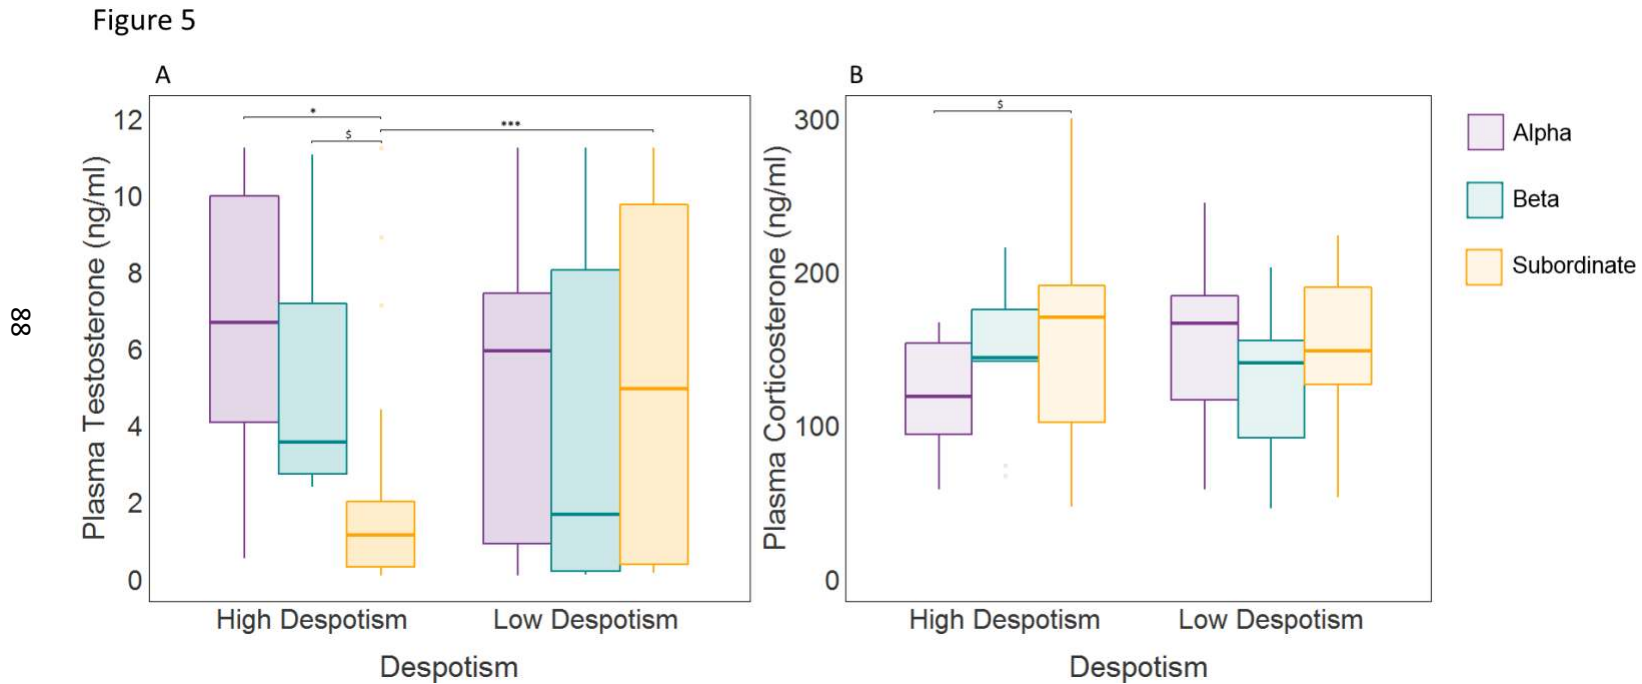 Figure 5
A
Plasma Testosterone (ng/ml)
12
10
8
6
4
2
0
*
$
***
High Despotism
Low Despotism
Despotism
B
Plasma Corticosterone (ng/ml)
300
200
100
0
$
High Despotism
Low Despotism
Despotism
Alpha
Beta
Subordinate
88